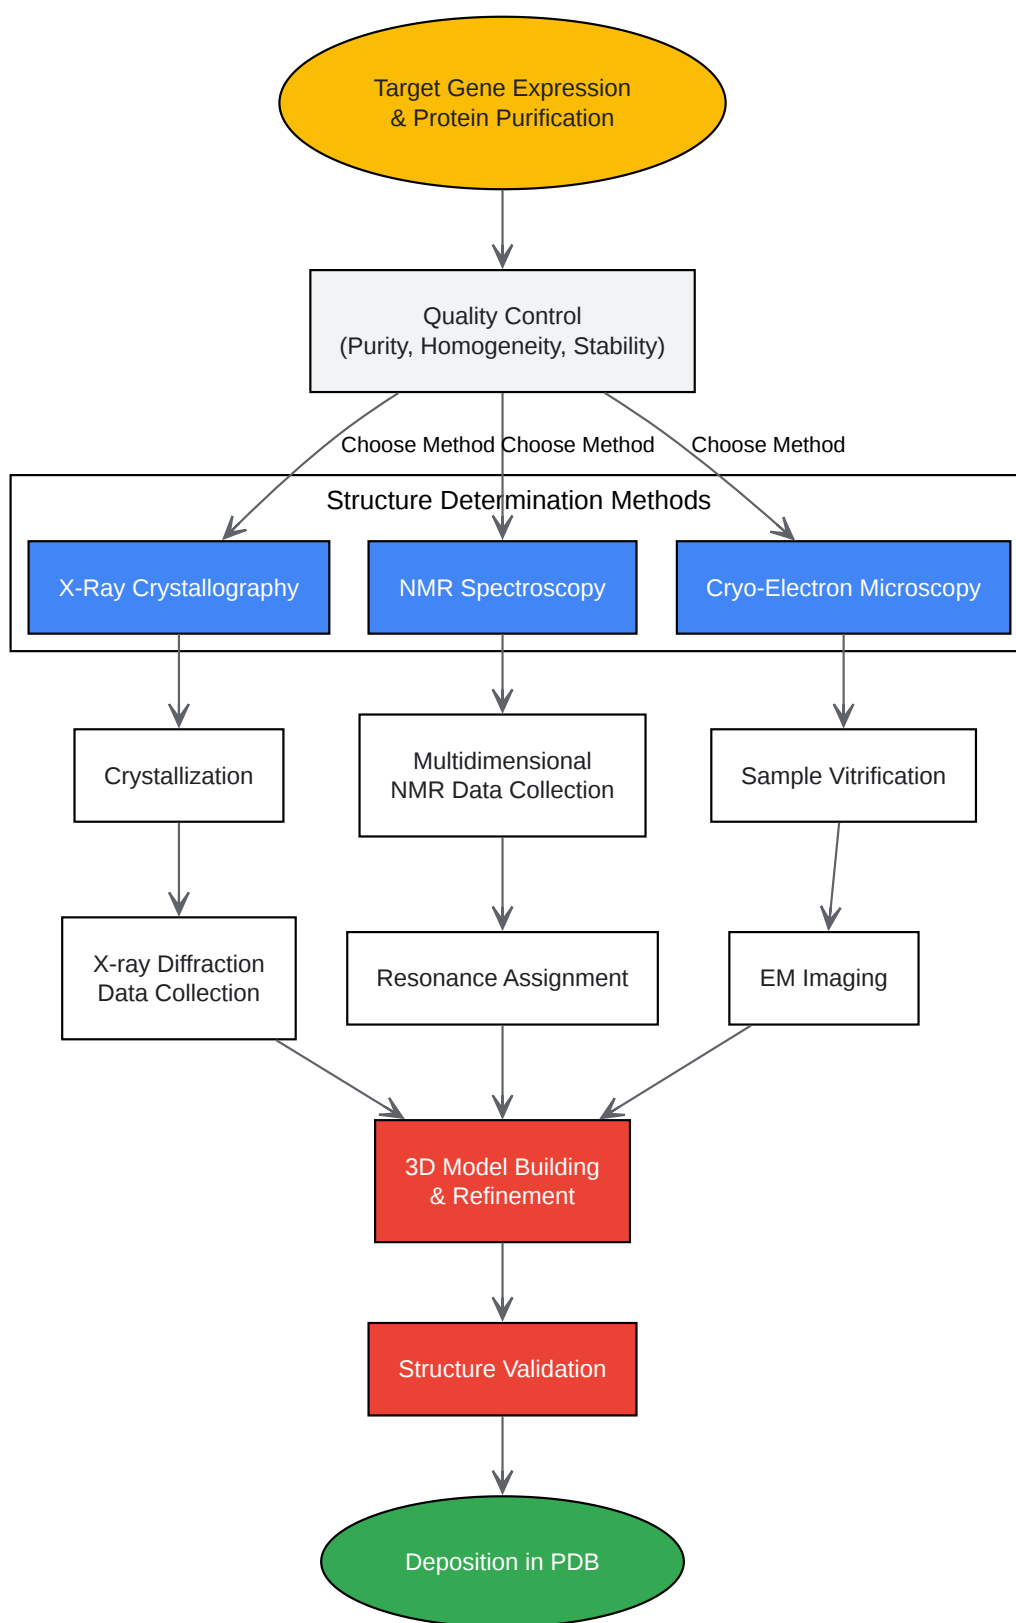 Target Gene Expression
& Protein Purification
Quality Control
(Purity, Homogeneity, Stability)
Choose Method
Choose Method
Choose Method
Structure Determination Methods
X-Ray Crystallography
NMR Spectroscopy
Cryo-Electron Microscopy
Crystallization
Multidimensional
NMR Data Collection
Sample Vitrification
X-ray Diffraction
Data Collection
Resonance Assignment
EM Imaging
3D Model Building
& Refinement
Structure Validation
Deposition in PDB